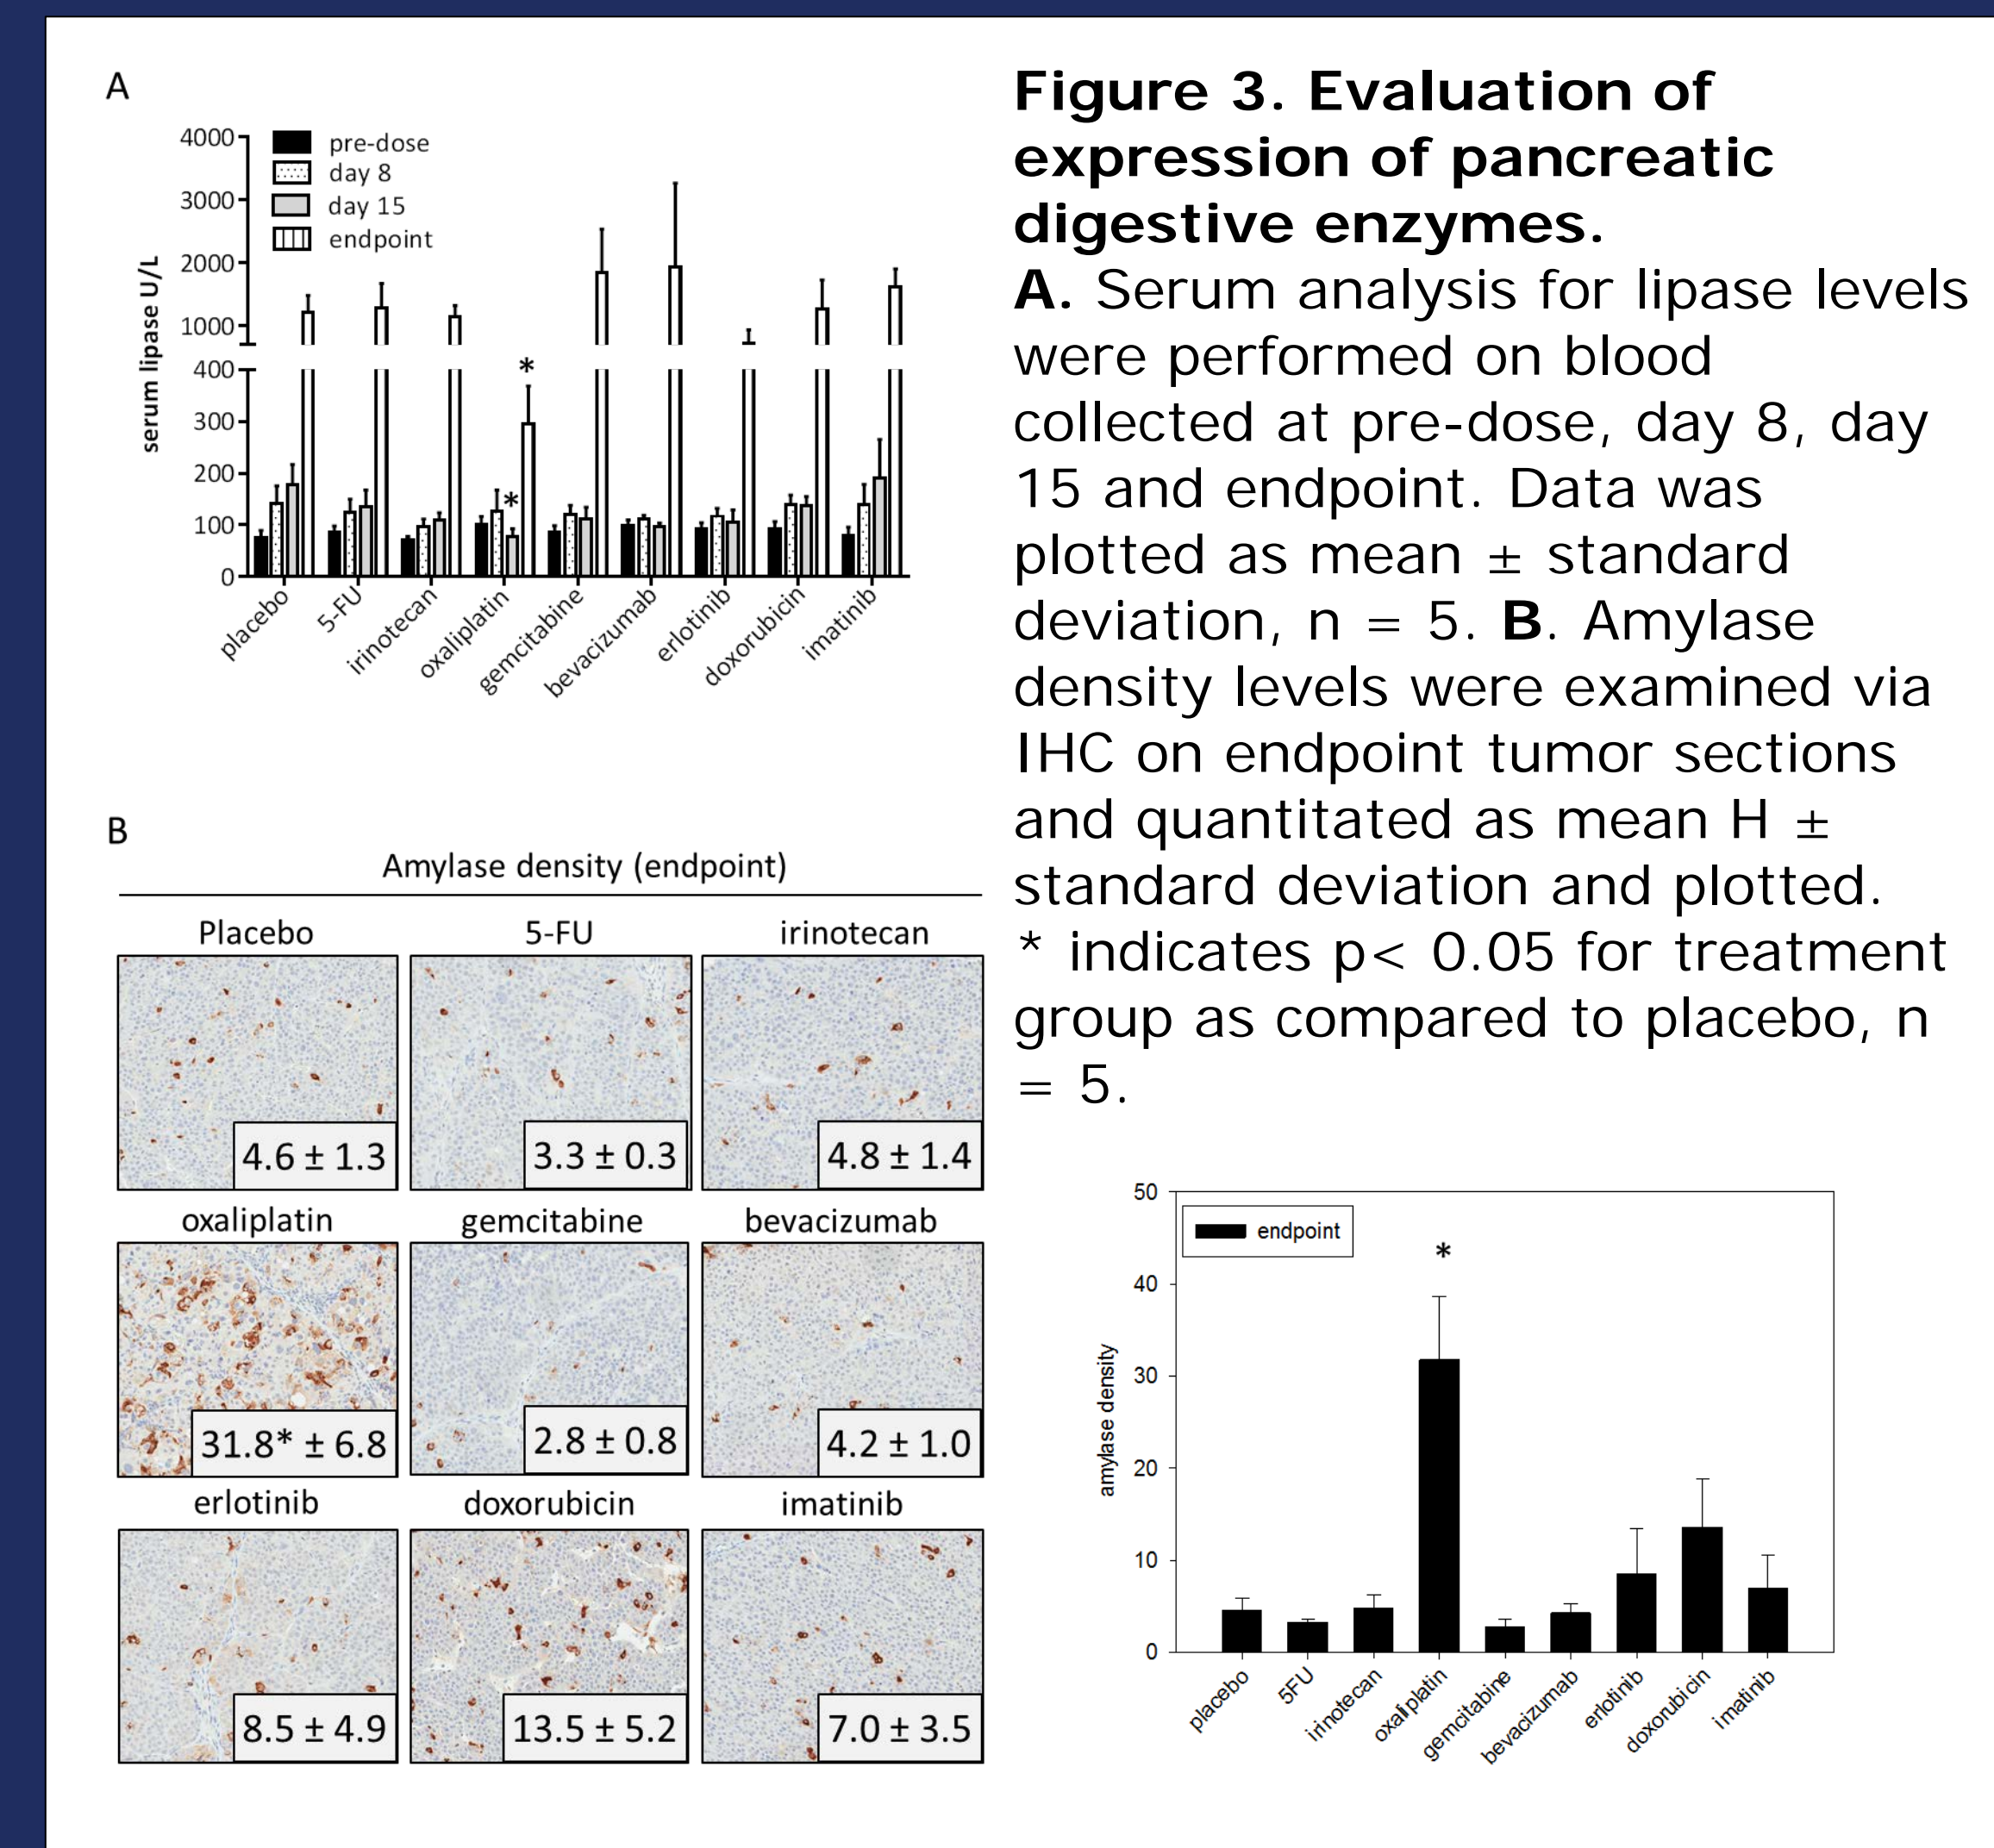 A
4000
3000
2000
1000
400
300
200
100
0
serum lipase U/L
pre-dose
day 8
day 15
endpoint
*
*
placebo
5-FU
irinotecan
oxaliplatin
gemcitabine
bevacizumab
erlotinib
doxorubicin
imatinib
Figure 3. Evaluation of
expression of pancreatic
digestive enzymes.
A. Serum analysis for lipase levels
were performed on blood
collected at pre-dose, day 8, day
15 and endpoint. Data was
plotted as mean ± standard
deviation, n = 5. B. Amylase
density levels were examined via
IHC on endpoint tumor sections
and quantitated as mean H ±
standard deviation and plotted.
* indicates p< 0.05 for treatment
group as compared to placebo, n
= 5.
B
Amylase density (endpoint)
Placebo
5-FU
irinotecan
4.6 ± 1.3
3.3 ± 0.3
4.8 ± 1.4
oxaliplatin
gemcitabine
bevacizumab
31.8* ± 6.8
2.8 ± 0.8
4.2 ± 1.0
erlotinib
doxorubicin
imatinib
8.5 ± 4.9
13.5 ± 5.2
7.0 ± 3.5
50
40
30
20
10
0
amylase density
endpoint
*
placebo
5FU
irinotecan
oxaliplatin
gemcitabine
bevacizumab
erlotinib
doxorubicin
imatinib